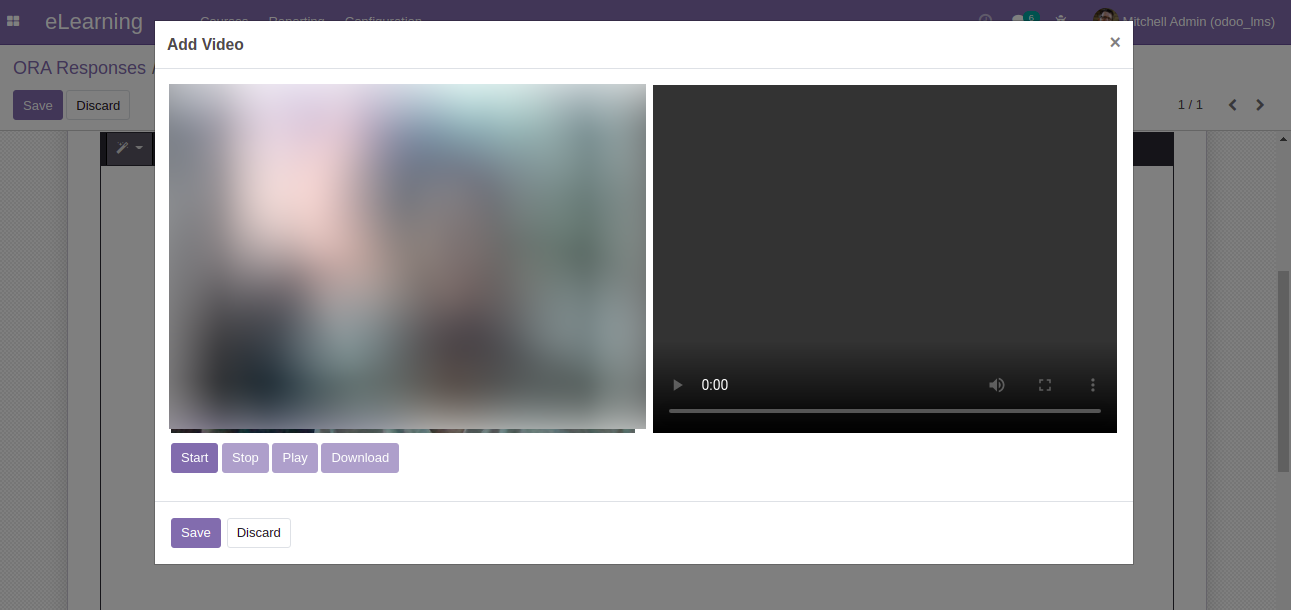 eLearning Courses Reporting Configuration 6 Mitchell Admin (odoo_lms)
Add Video ×
ORA Responses
Save Discard 1 / 1
0:00
Start Stop Play Download
Save Discard